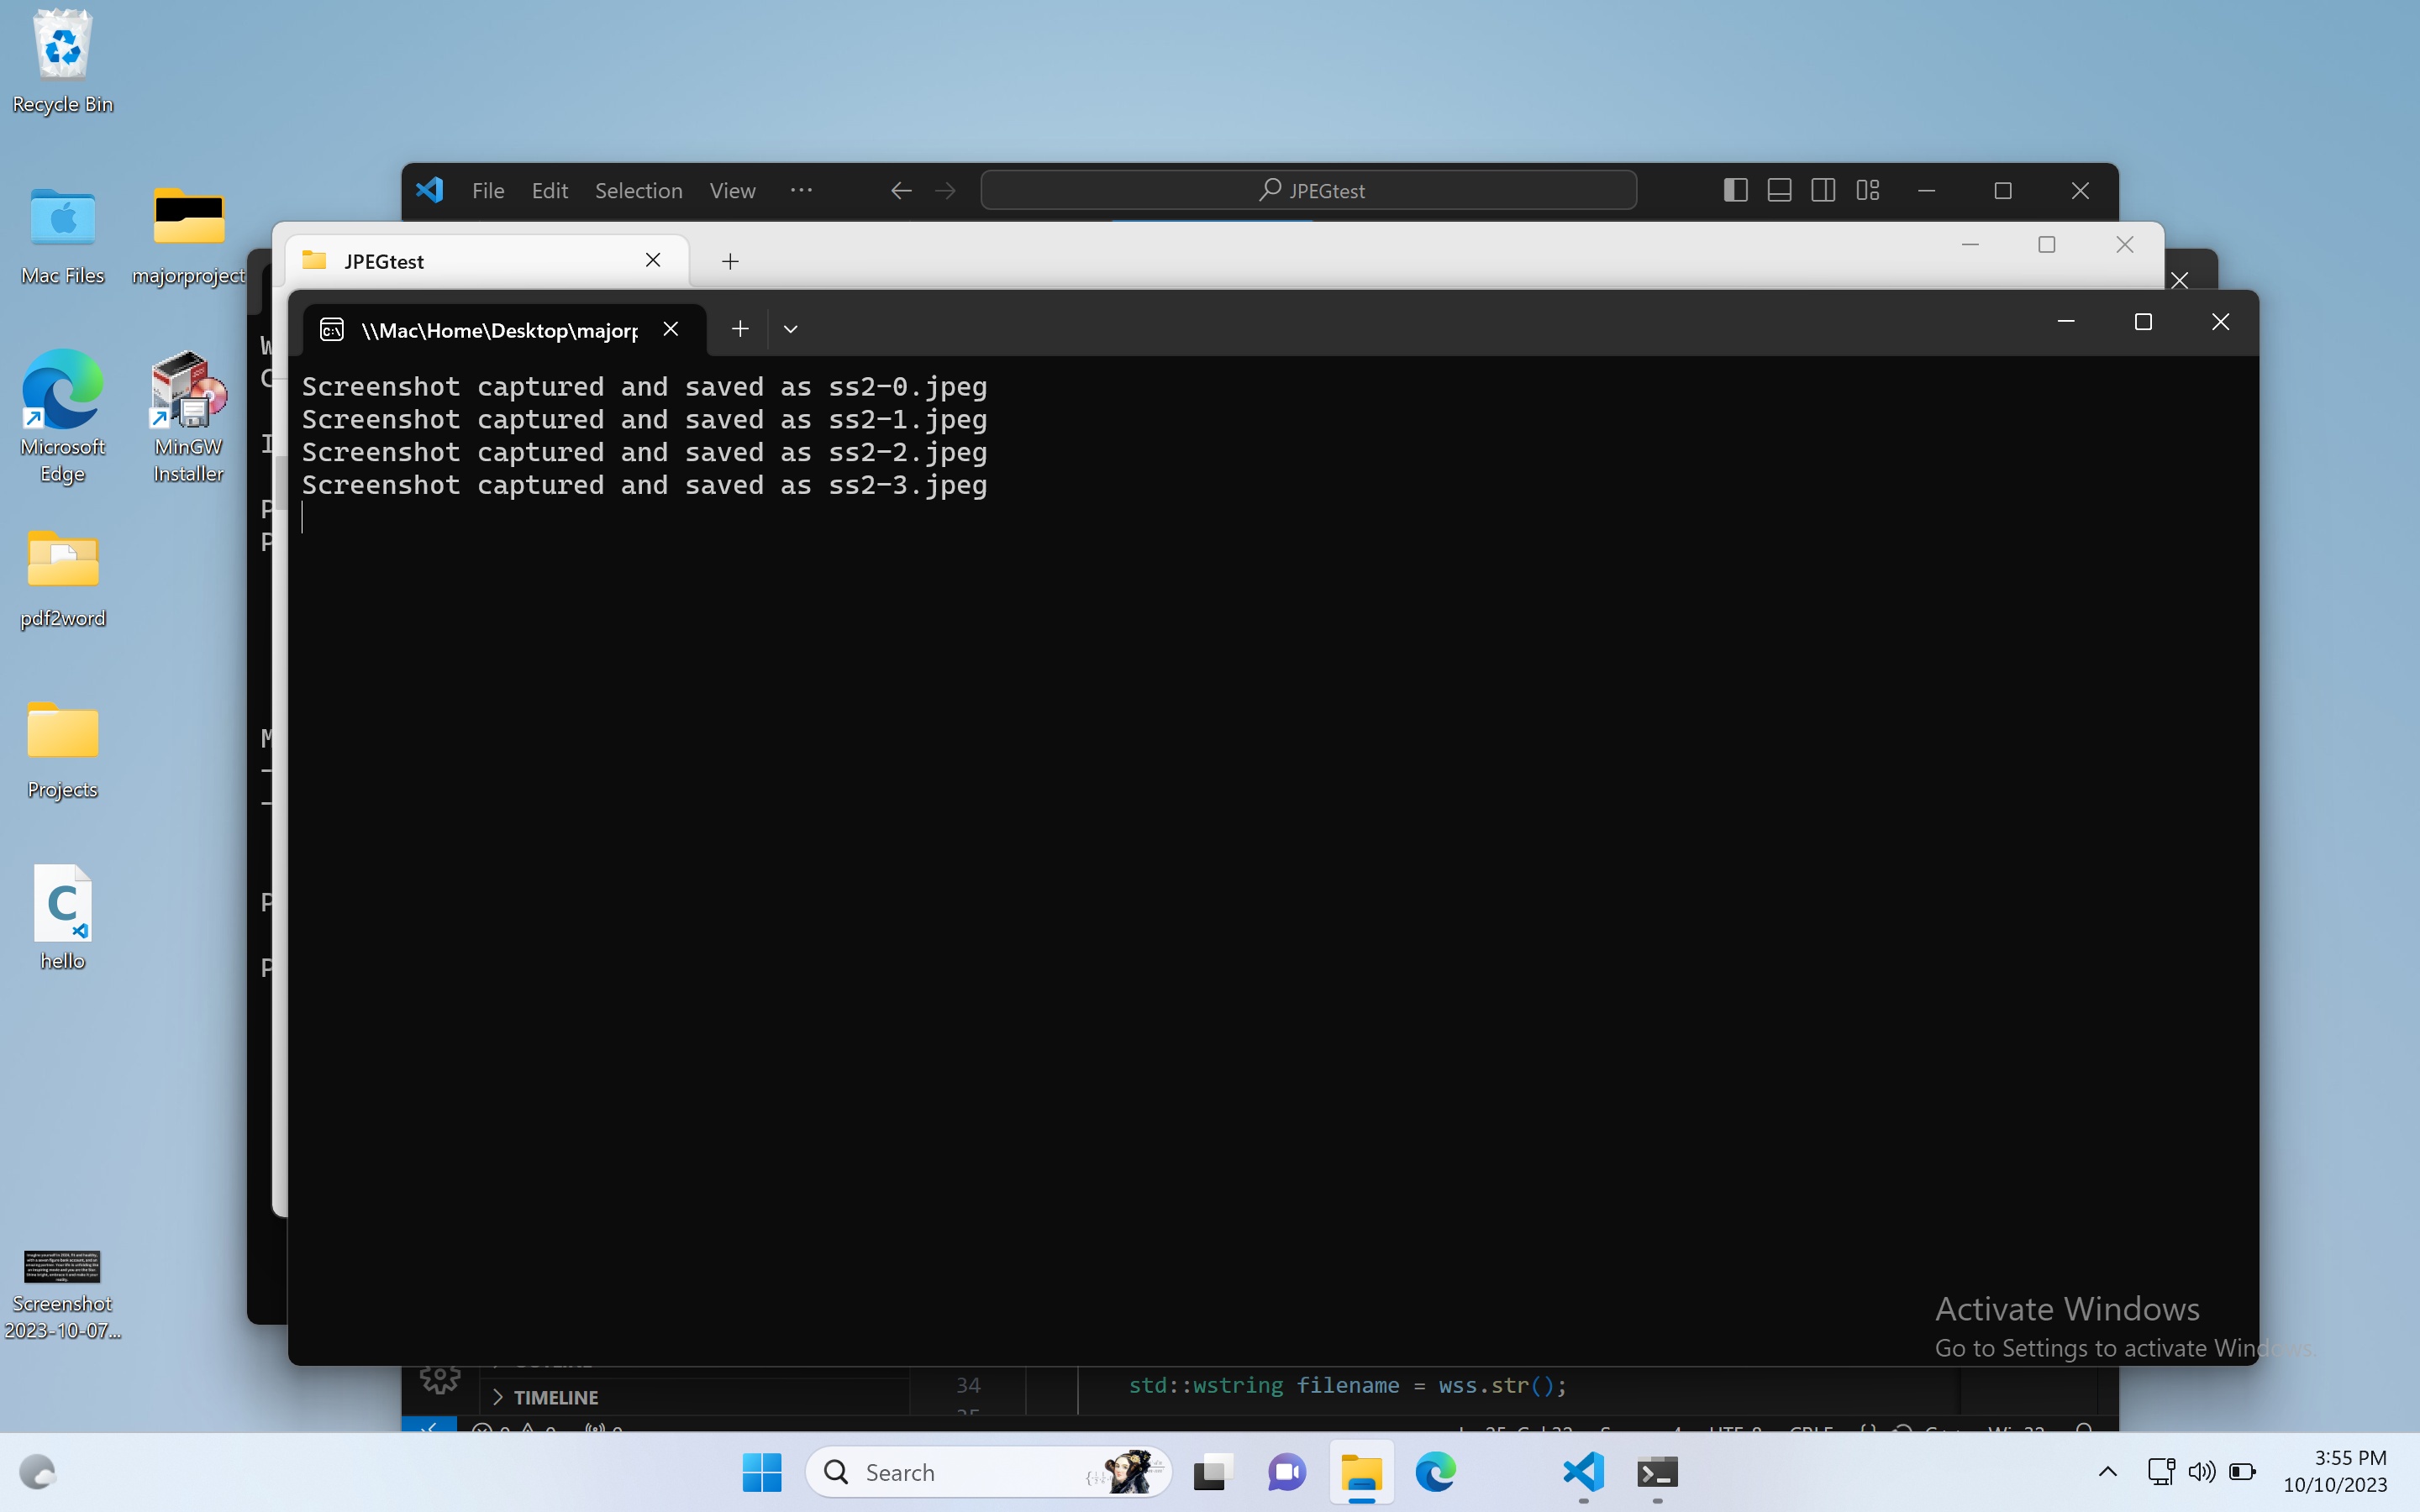 Recycle Bin
File Edit Selection View ···
JPEGtest
JPEGtest
Mac Files
majorproject
\\Mac\Home\Desktop\majorp
Screenshot captured and saved as ss2-0.jpeg
Screenshot captured and saved as ss2-1.jpeg
Screenshot captured and saved as ss2-2.jpeg
Screenshot captured and saved as ss2-3.jpeg
Microsoft
Edge
MinGW
Installer
pdf2word
Projects
C
hello
Screenshot
2023-10-07...
Activate Windows
Go to Settings to activate Windows.
TIMELINE
34 std::wstring filename = wss.str();
Search
3:55 PM
10/10/2023